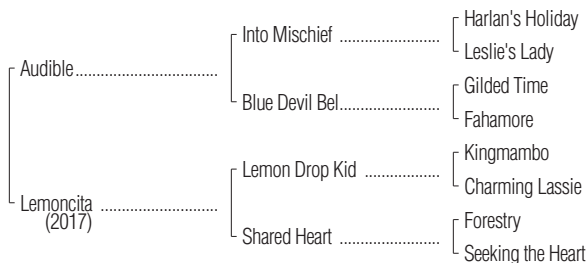 Harlan's Holiday
Into Mischief ....................
Leslie's Lady
Audible.......................................
Gilded Time
Blue Devil Bel......................
Fahamore
Kingmambo
Lemon Drop Kid ..................
Charming Lassie
Lemoncita ................................
(2017)
Forestry
Shared Heart ......................
Seeking the Heart